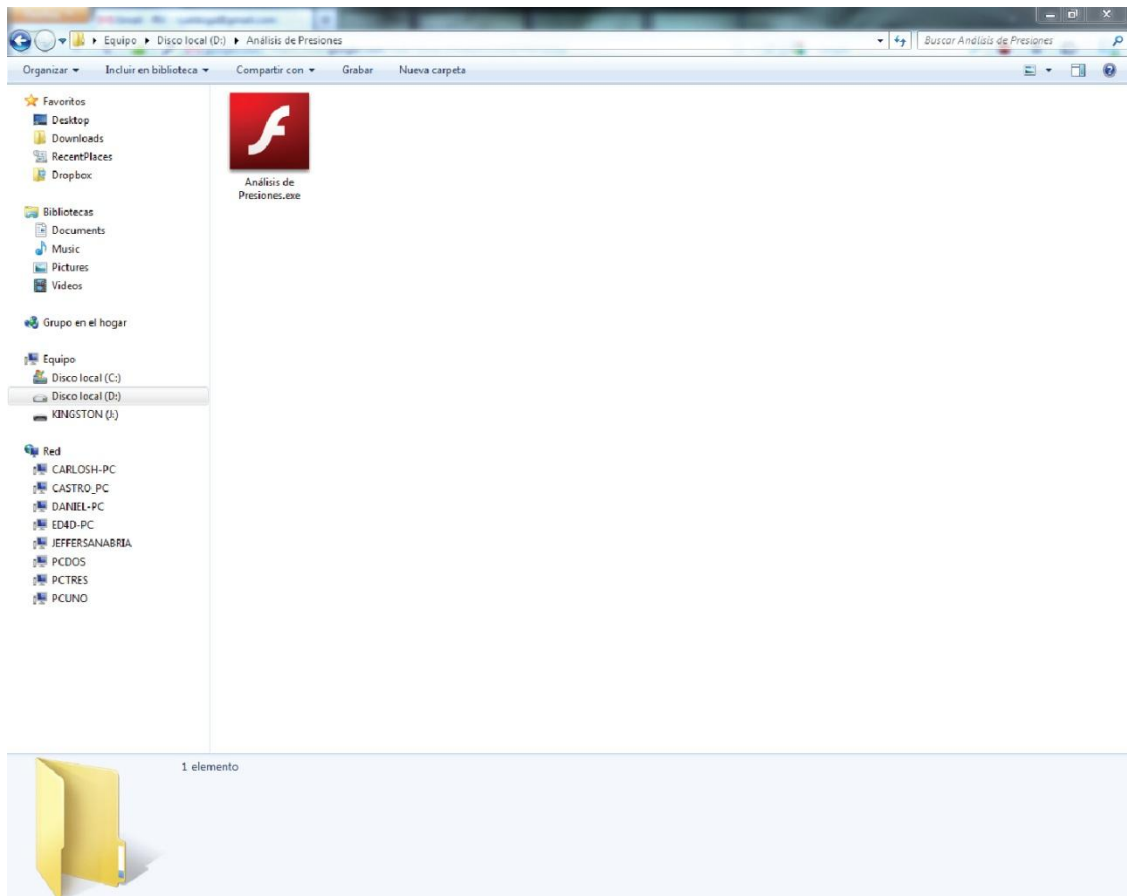 Equipo ▸ Disco local (D:) ▸ Análisis de Presiones
Buscar Análisis de Presiones
Organizar
Incluir en biblioteca
Compartir con
Grabar
Nueva carpeta
Favoritos
Desktop
Downloads
RecentPlaces
Dropbox
Bibliotecas
Documents
Music
Pictures
Videos
Grupo en el hogar
Equipo
Disco local (C:)
Disco local (D:)
KINGSTON (J:)
Red
CARLOSH-PC
CASTRO_PC
DANIEL-PC
ED4D-PC
JEFFERSANABRIA
PCDOS
PCTRES
PCUNO
Análisis de
Presiones.exe
1 elemento